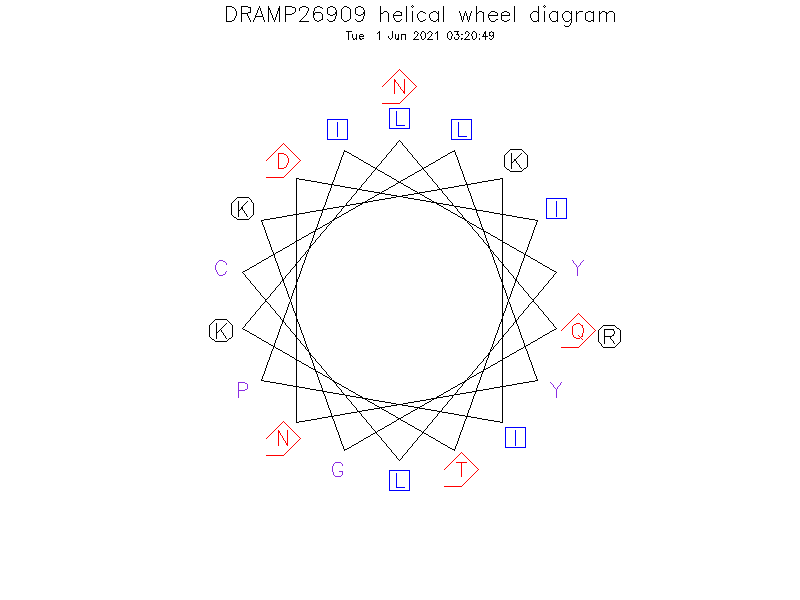 DRAMP26909 helical wheel diagram
Tue 1 Jun 2021 03:20:49
N
I L L
D K
K I
C Y
K Q R
P Y
N I
G T
L